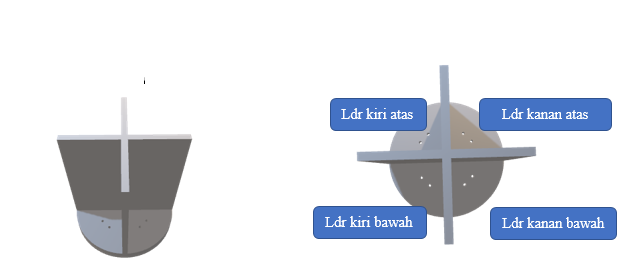 Ldr kiri atas
Ldr kanan atas
Ldr kiri bawah
Ldr kanan bawah